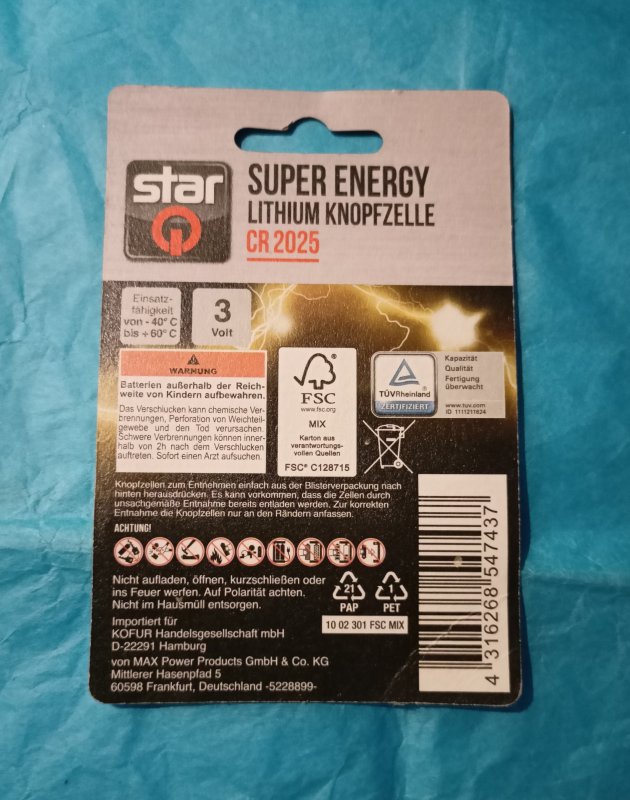 star
SUPER ENERGY
LITHIUM KNOPFZELLE
CR 2025
Einsatz-
fähigkeit
von - 40° C
bis + 60° C
3
Volt
WARNUNG
Batterien außerhalb der Reich-
weite von Kindern aufbewahren.
Das Verschlucken kann chemische Ver-
brennungen, Perforation von Weichteil-
gewebe und den Tod verursachen.
Schwere Verbrennungen können inner-
halb von 2h nach dem Verschlucken
auftreten. Sofort einen Arzt aufsuchen.
FSC
www.fsc.org
MIX
Karton aus
verantwortungs-
vollen Quellen
FSC® C128715
TÜVRheinland
ZERTIFIZIERT
Kapazität
Qualität
Fertigung
überwacht
www.tuv.com
ID 1111211624
Knopfzellen zum Entnehmen einfach aus der Blisterverpackung nach
hinten herausdrücken. Es kann vorkommen, dass die Zellen durch
unsachgemäße Entnahme bereits entladen werden. Zur korrekten
Entnahme die Knopfzellen nur an den Rändern anfassen.
ACHTUNG!
Nicht aufladen, öffnen, kurzschließen oder
ins Feuer werfen. Auf Polarität achten.
Nicht im Hausmüll entsorgen.
21
PAP
1
PET
10 02 301 FSC MIX
Importiert für
KOFUR Handelsgesellschaft mbH
D-22291 Hamburg
von MAX Power Products GmbH & Co. KG
Mittlerer Hasenpfad 5
60598 Frankfurt, Deutschland -5228899-
4 316268 547437